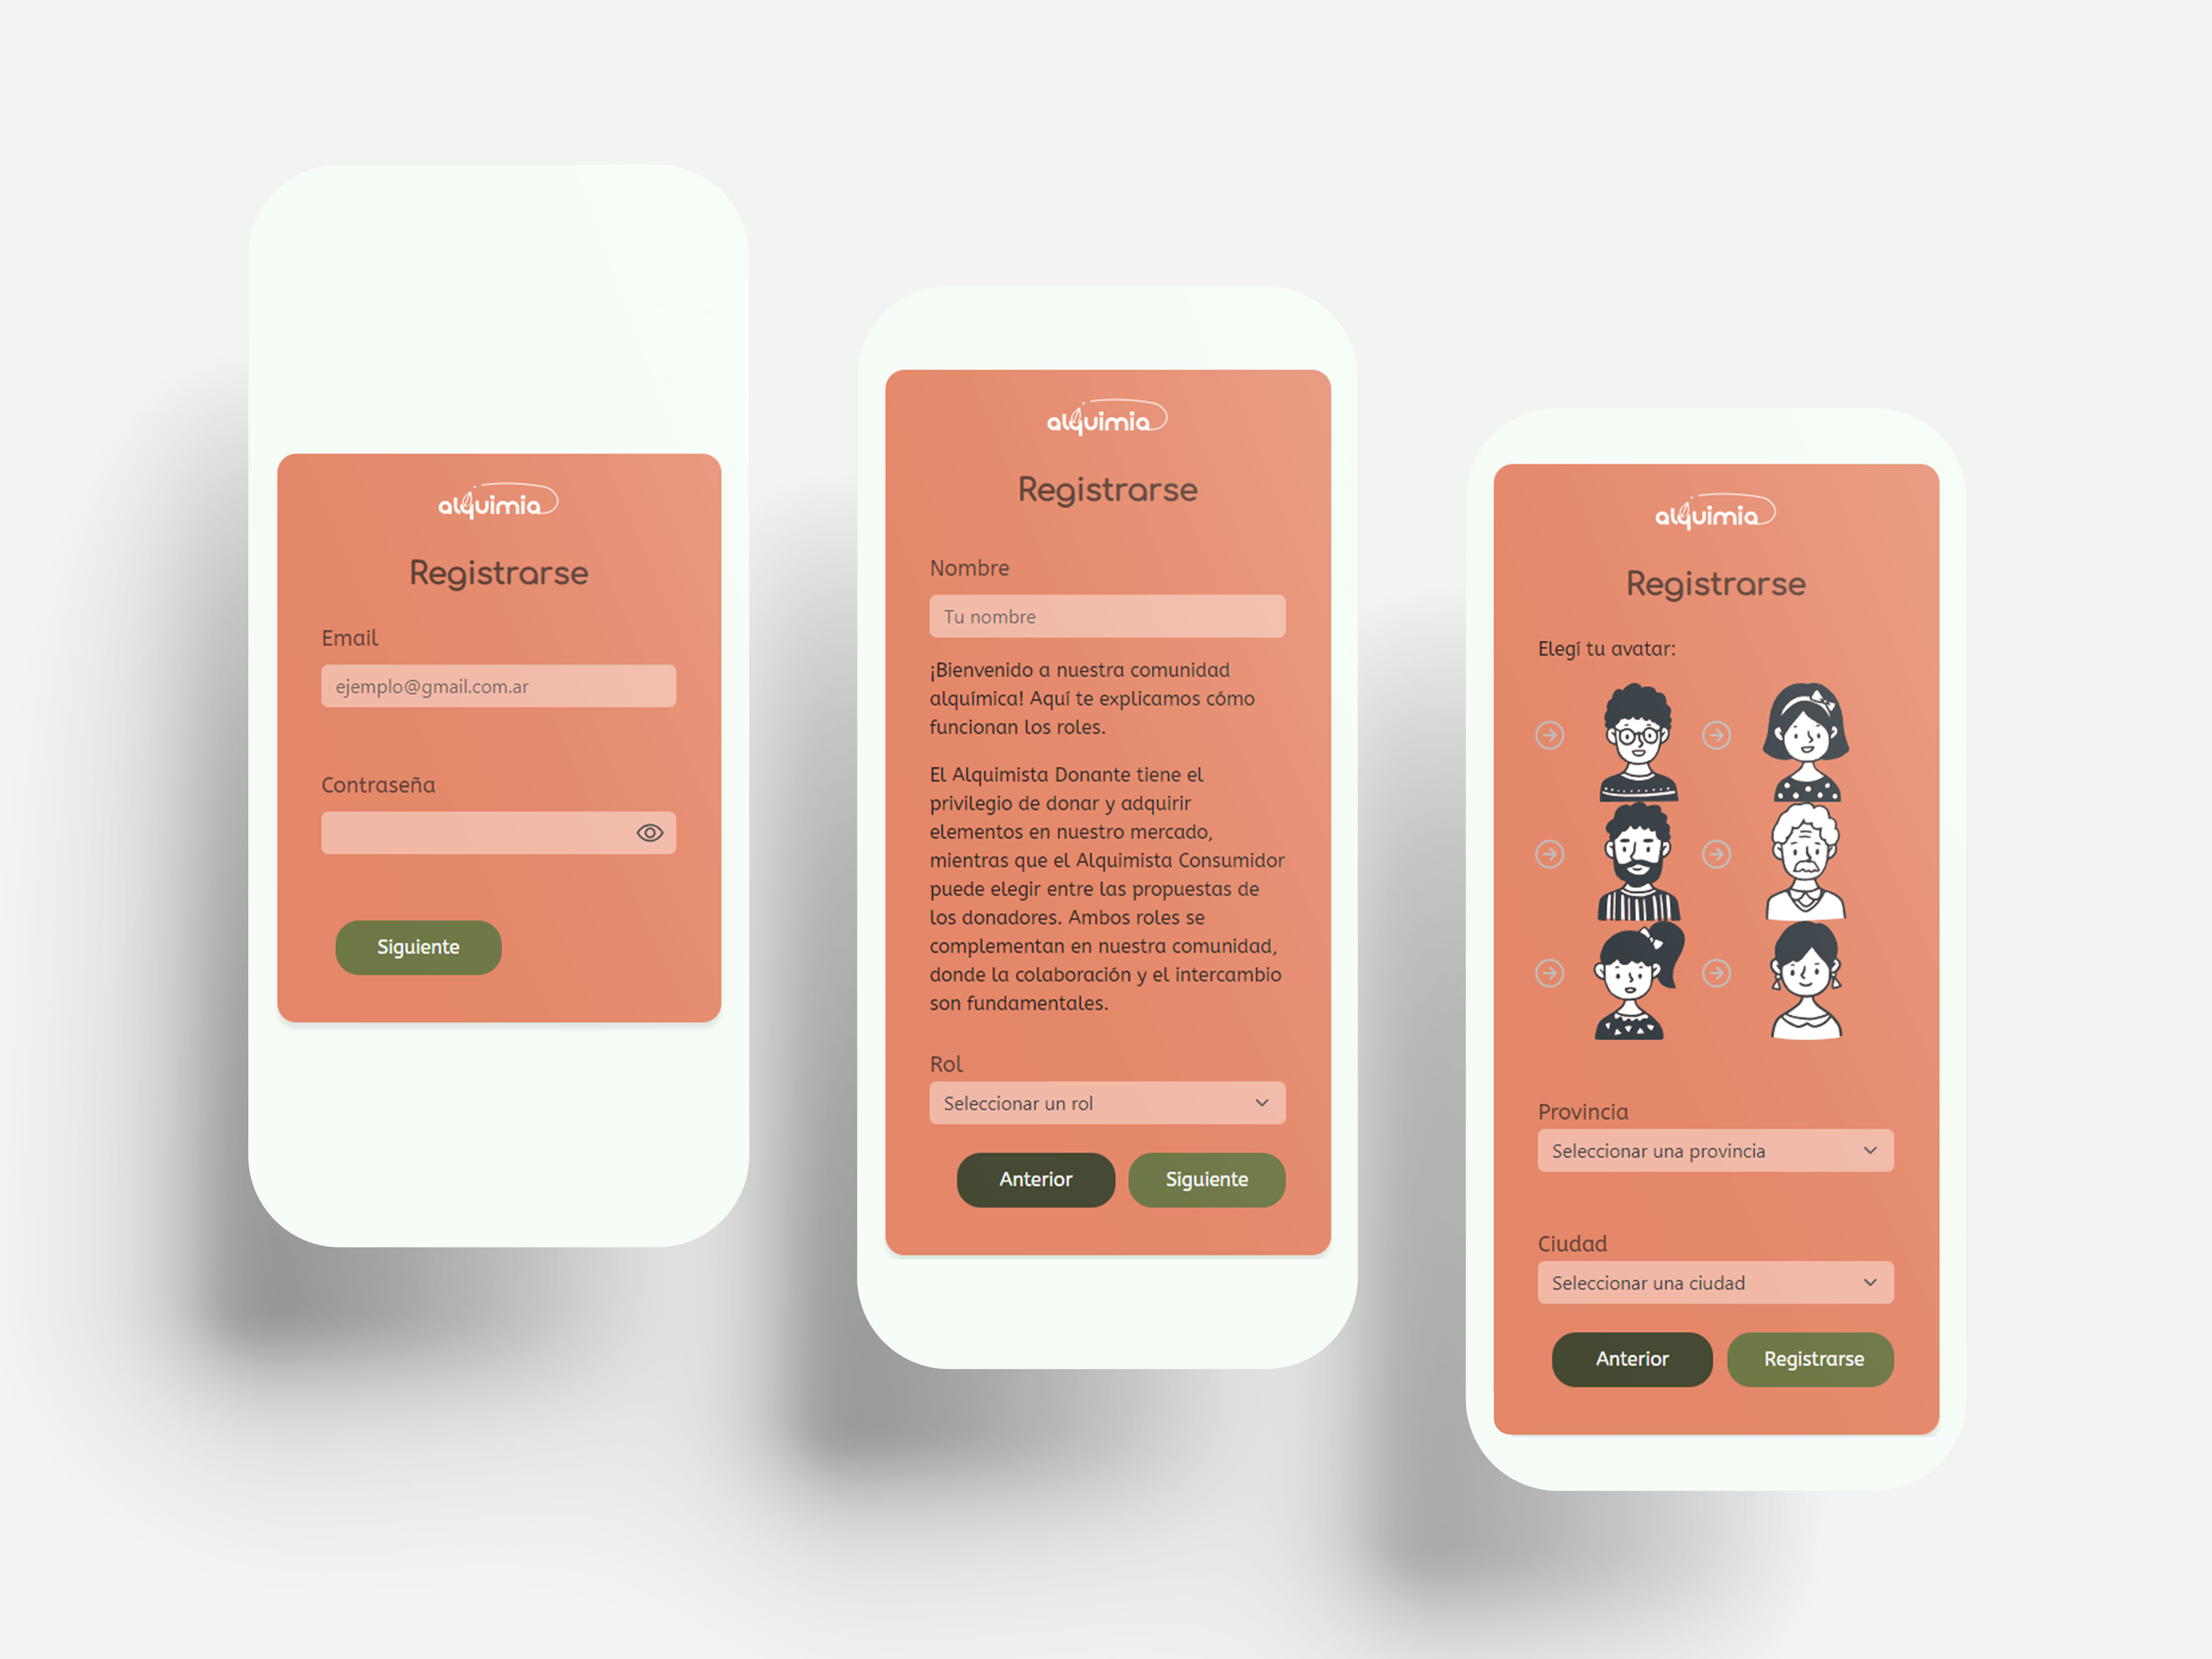 alquimia
Registrarse
Email
ejemplo@gmail.com.ar
Contraseña
Siguiente
alquimia
Registrarse
Nombre
Tu nombre
¡Bienvenido a nuestra comunidad
alquímica! Aquí te explicamos cómo
funcionan los roles.
El Alquimista Donante tiene el
privilegio de donar y adquirir
elementos en nuestro mercado,
mientras que el Alquimista Consumidor
puede elegir entre las propuestas de
los donadores. Ambos roles se
complementan en nuestra comunidad,
donde la colaboración y el intercambio
son fundamentales.
Rol
Seleccionar un rol
Anterior
Siguiente
alquimia
Registrarse
Elegí tu avatar:
Provincia
Seleccionar una provincia
Ciudad
Seleccionar una ciudad
Anterior
Registrarse